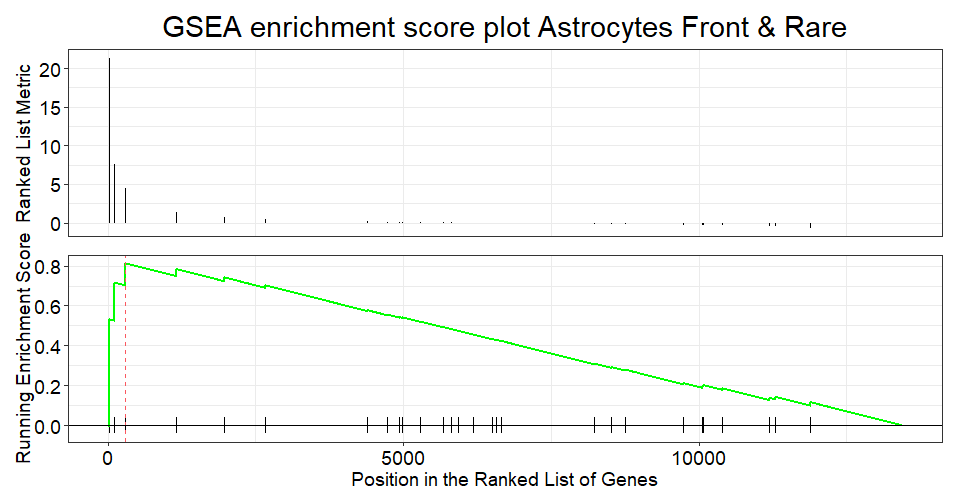 GSEA enrichment score plot Astrocytes Front & Rare
Ranked List Metric
20
15
10
5
0
Running Enrichment Score
0.8
0.6
0.4
0.2
0.0
0 5000 10000
Position in the Ranked List of Genes